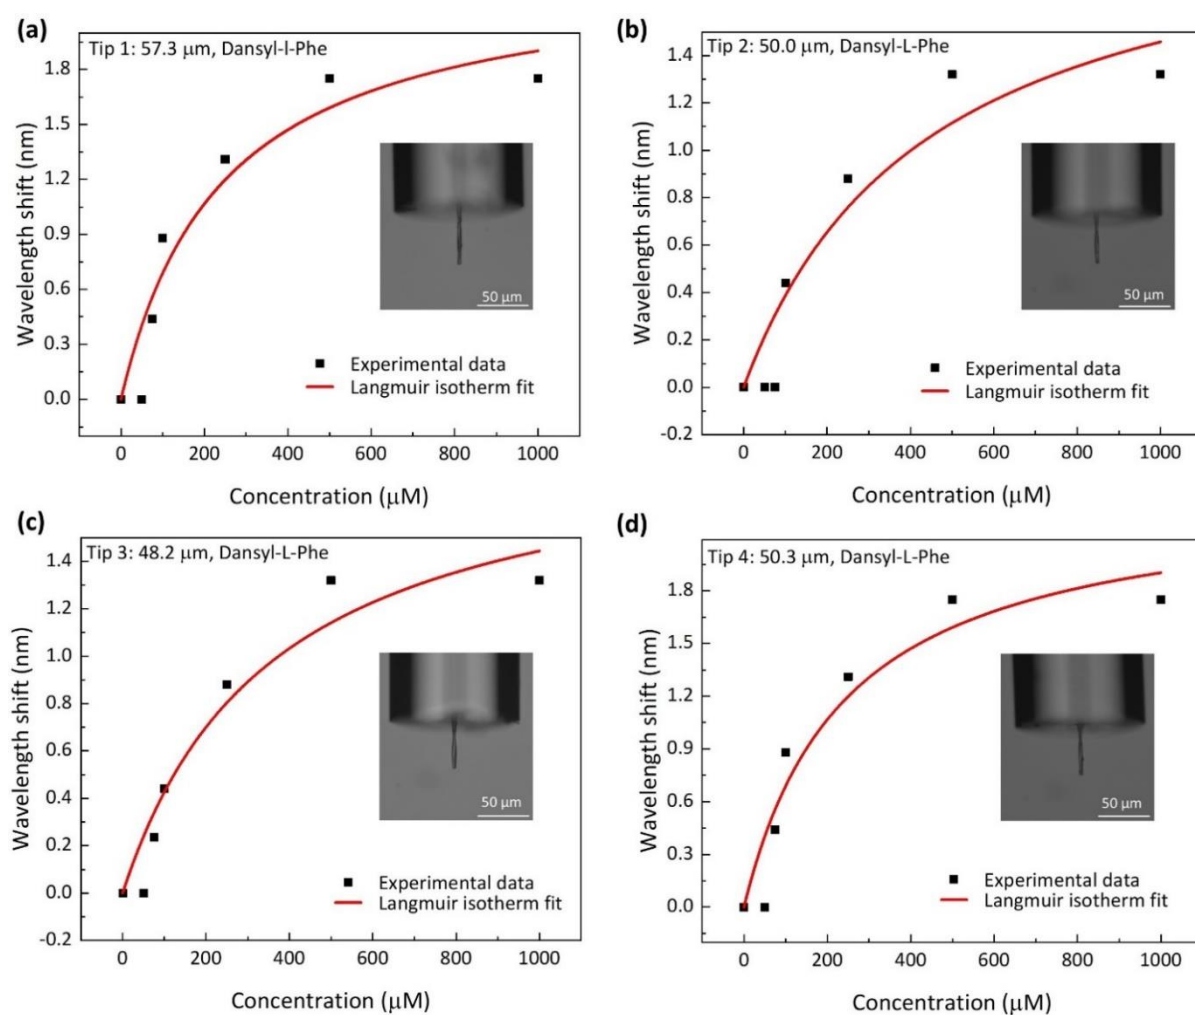 (a)
Tip 1: 57.3 μm, Dansyl-l-Phe
Wavelength shift (nm)
1.8
1.5
1.2
0.9
0.6
0.3
0.0
50 μm
Experimental data
Langmuir isotherm fit
0 200 400 600 800 1000
Concentration (μM)
(b)
Tip 2: 50.0 μm, Dansyl-L-Phe
Wavelength shift (nm)
1.4
1.2
1.0
0.8
0.6
0.4
0.2
0.0
-0.2
50 μm
Experimental data
Langmuir isotherm fit
0 200 400 600 800 1000
Concentration (μM)
(c)
Tip 3: 48.2 μm, Dansyl-L-Phe
Wavelength shift (nm)
1.4
1.2
1.0
0.8
0.6
0.4
0.2
0.0
-0.2
50 μm
Experimental data
Langmuir isotherm fit
0 200 400 600 800 1000
Concentration (μM)
(d)
Tip 4: 50.3 μm, Dansyl-L-Phe
Wavelength shift (nm)
1.8
1.5
1.2
0.9
0.6
0.3
0.0
50 μm
Experimental data
Langmuir isotherm fit
0 200 400 600 800 1000
Concentration (μM)